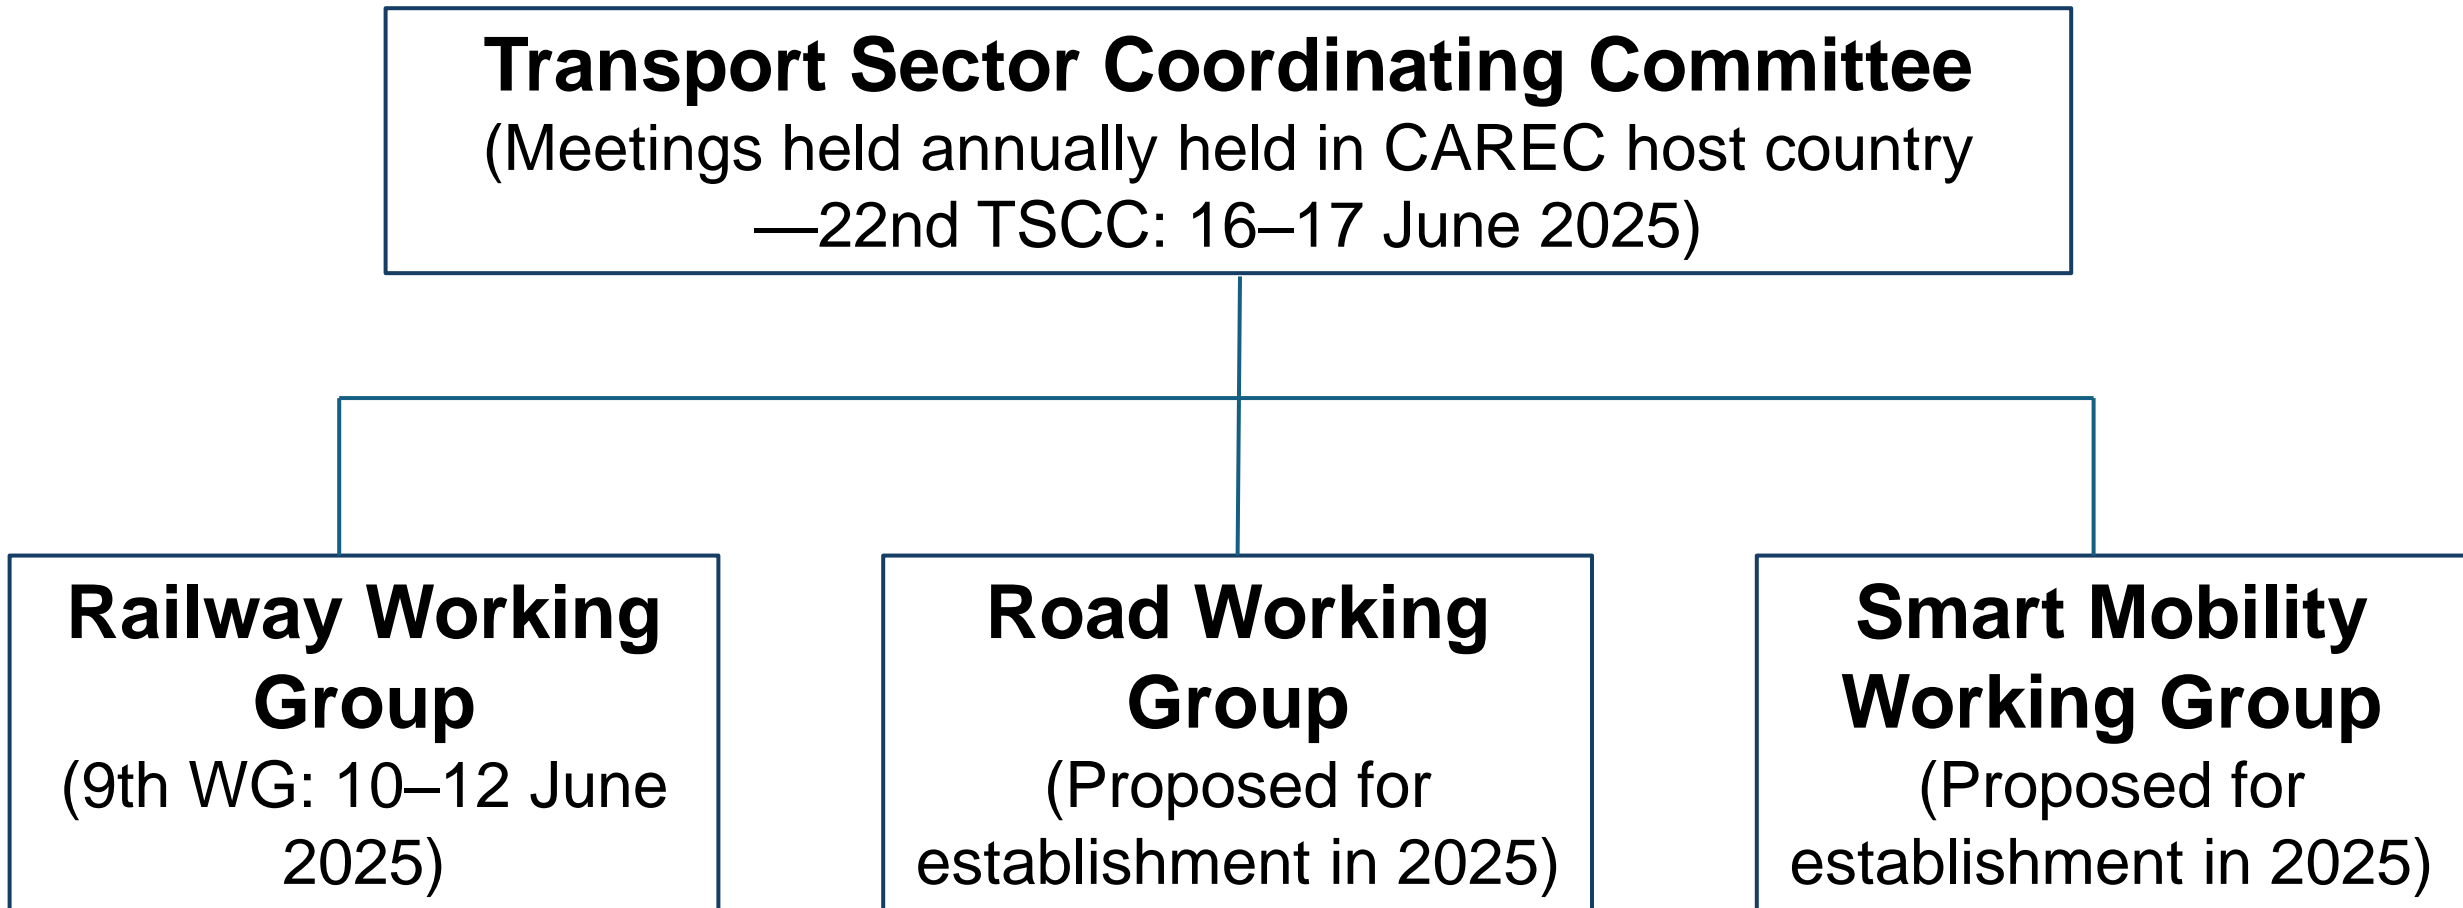 Transport Sector Coordinating Committee
(Meetings held annually held in CAREC host country
—22nd TSCC: 16–17 June 2025)
Railway Working
Group
(9th WG: 10–12 June
2025)
Road Working
Group
(Proposed for
establishment in 2025)
Smart Mobility
Working Group
(Proposed for
establishment in 2025)